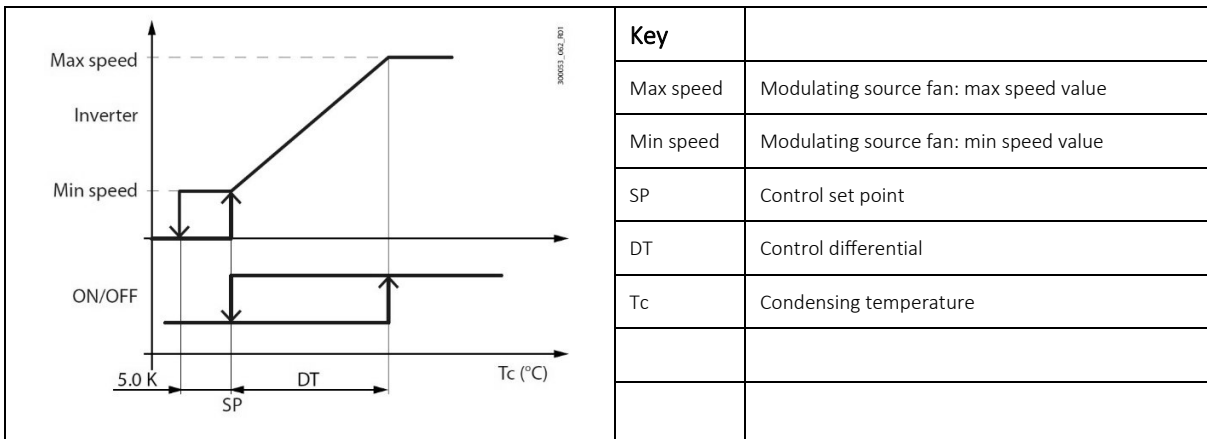 Max speed
Inverter
Min speed
ON/OFF
5.0 K
DT
SP
Tc (°C)
300053_062_R01
Key
Max speed Modulating source fan: max speed value
Min speed Modulating source fan: min speed value
SP Control set point
DT Control differential
Tc Condensing temperature